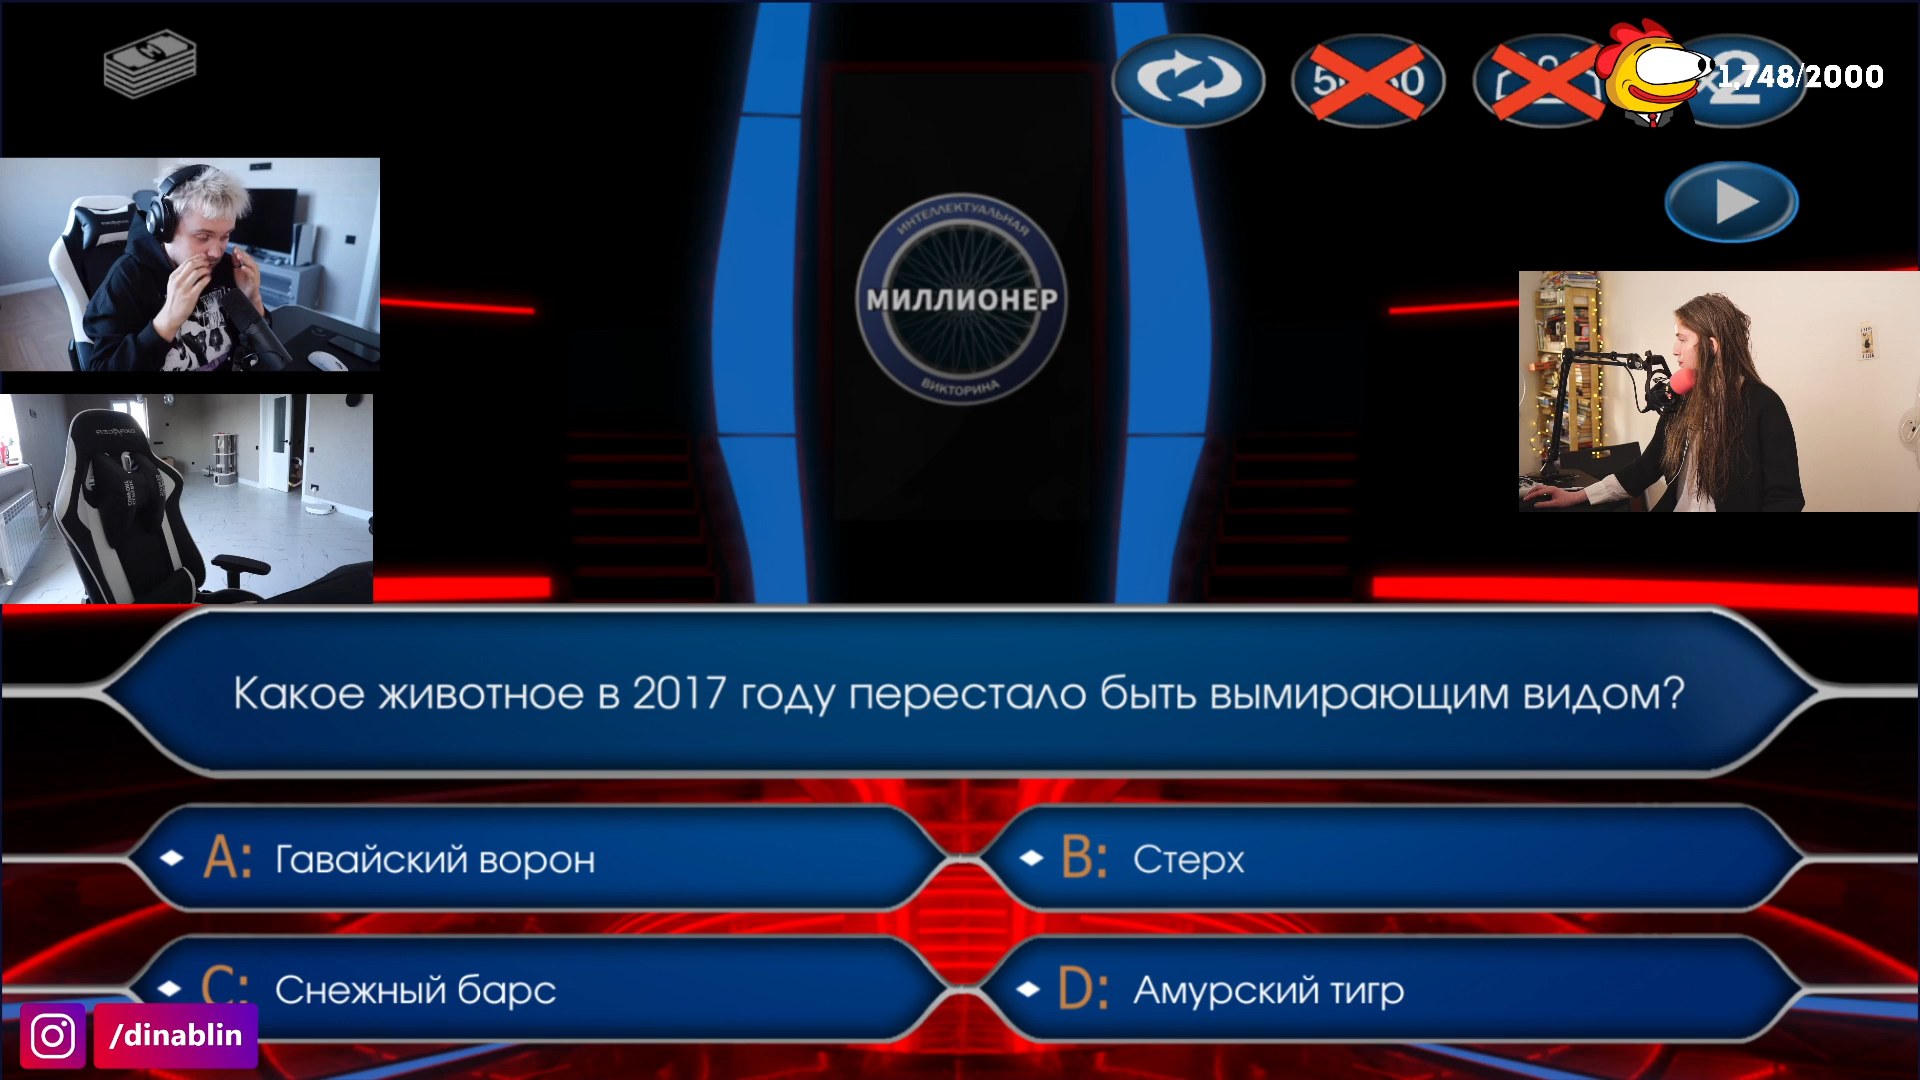 1,748/2000
x2
ИНТЕЛЛЕКТУАЛЬНАЯ
МИЛЛИОНЕР
ВИКТОРИНА
Какое животное в 2017 году перестало быть вымирающим видом?
A: Гавайский ворон
B: Стерх
C: Снежный барс
D: Амурский тигр
/dinablin